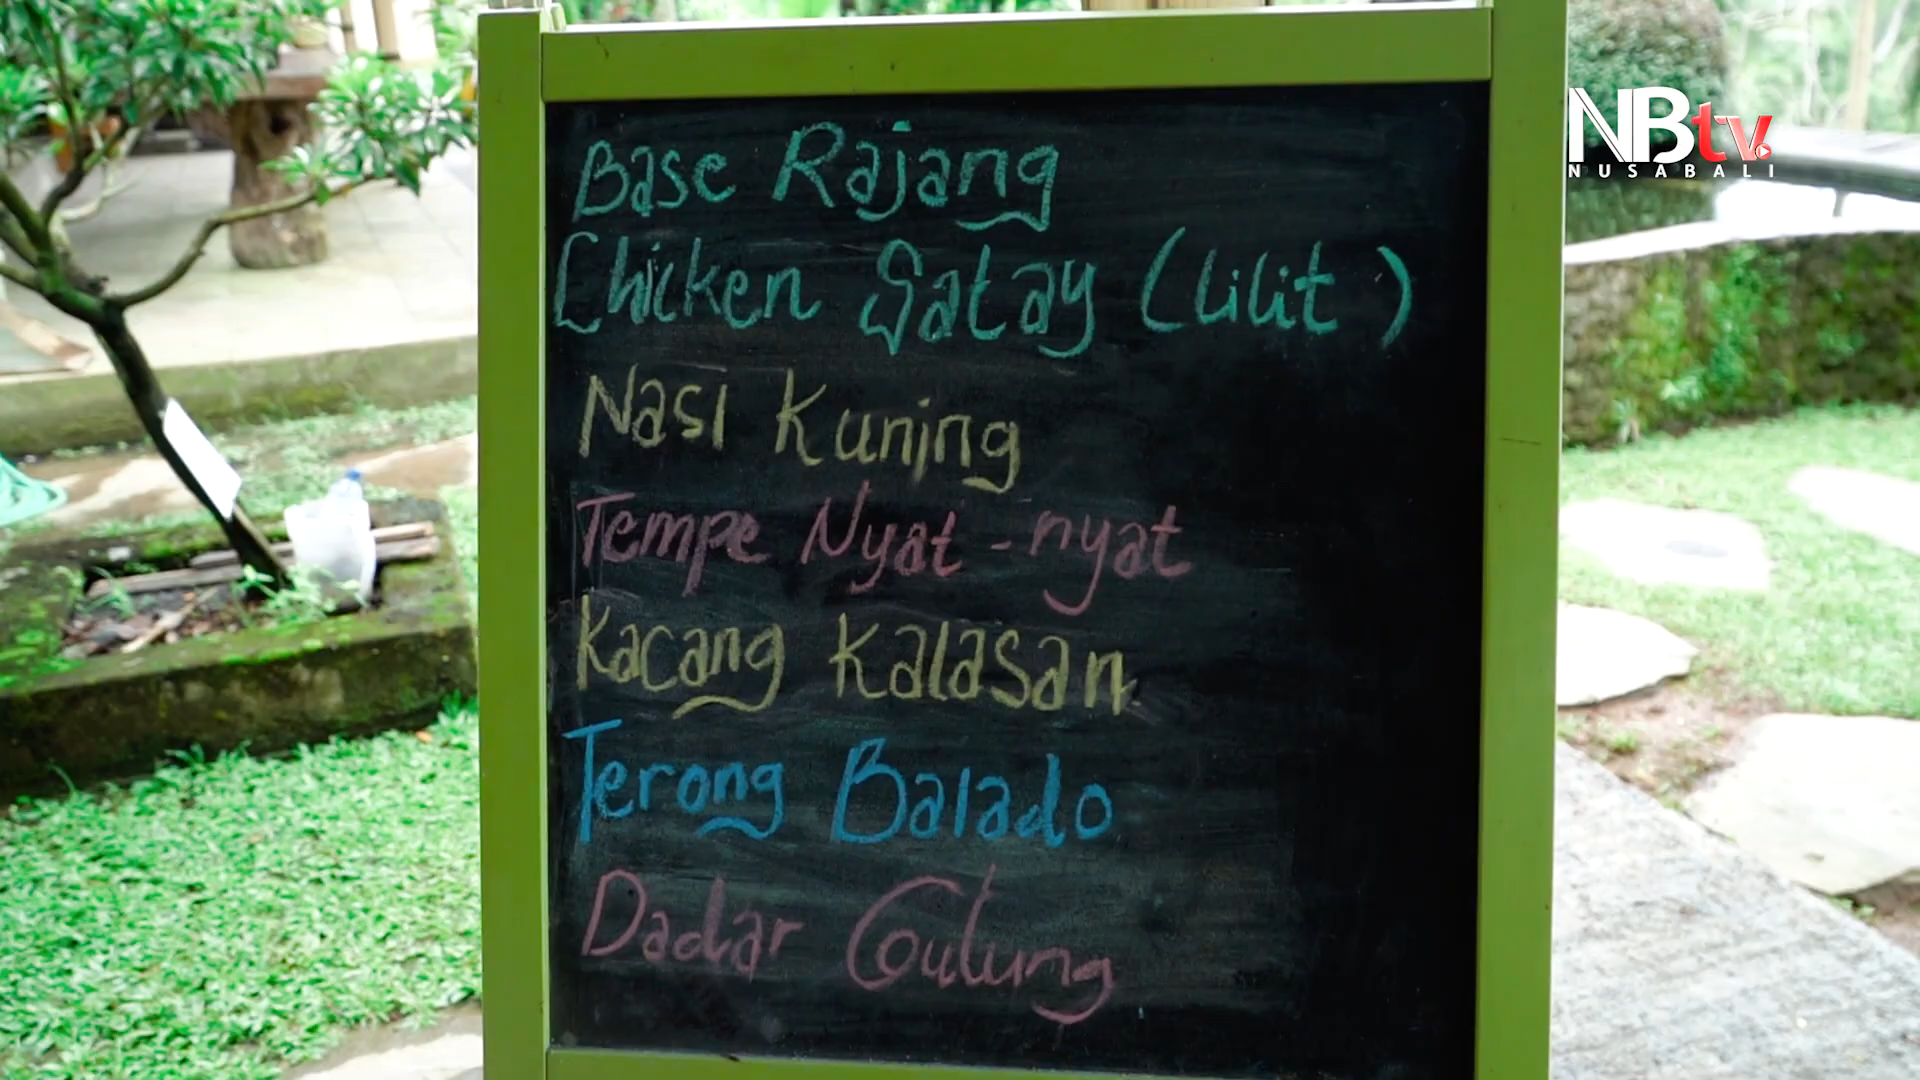 Base Rajang
Chicken Satay (Lilit)
Nasi Kuning
Tempe Nyat-nyat
Kacang Kalasan
Terong Balado
Dadar Gulung
NBtv
NUSABALI